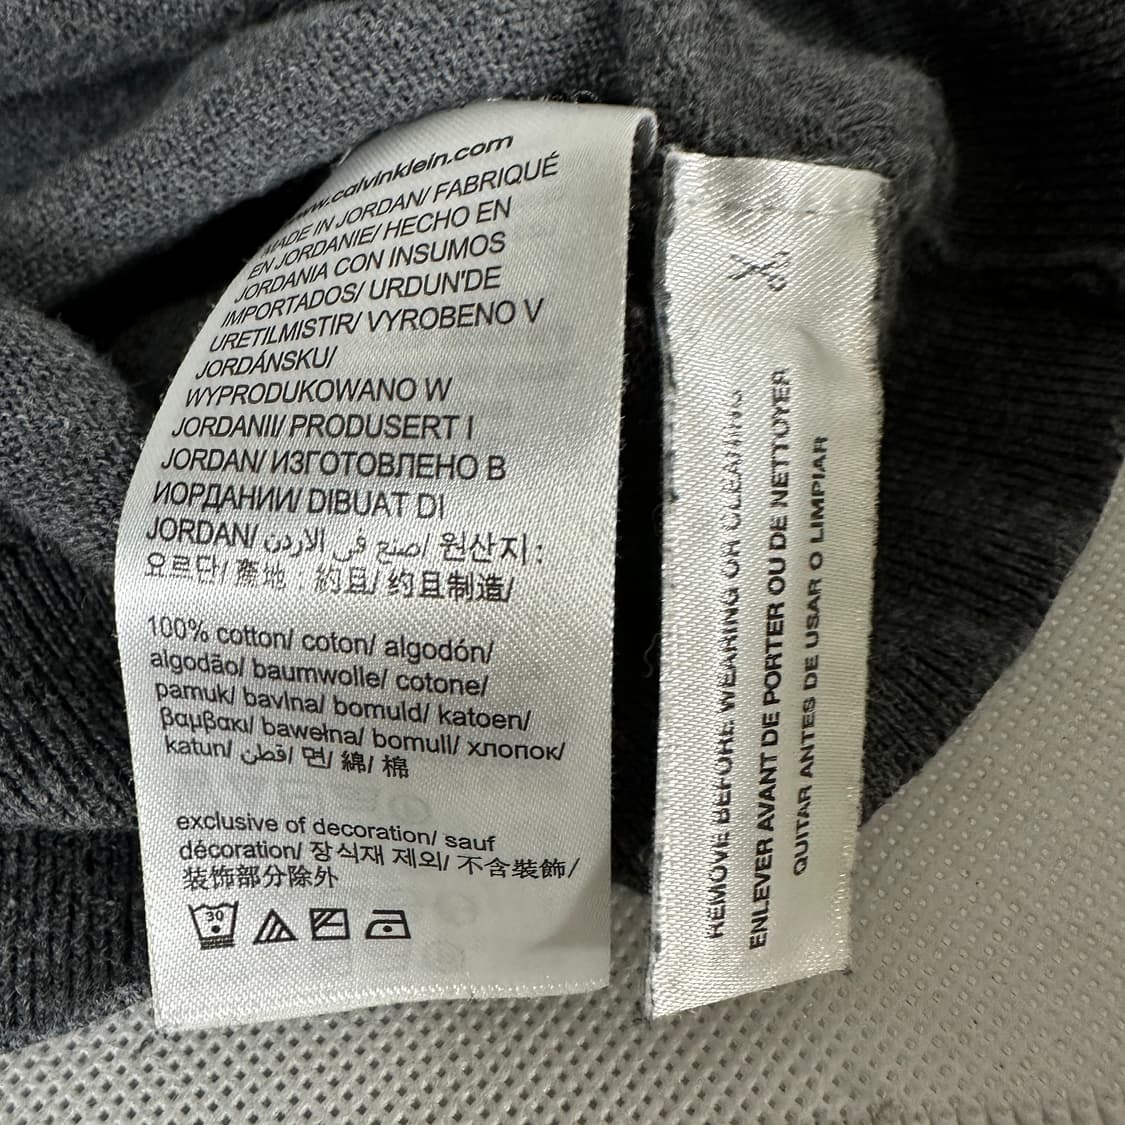 www.calvinklein.com
MADE IN JORDAN/ FABRIQUÉ
EN JORDANIE/ HECHO EN
JORDANIA CON INSUMOS
IMPORTADOS/ URDUN'DE
URETILMISTIR/ VYROBENO V
JORDÁNSKU/
WYPRODUKOWANO W
JORDANII/ PRODUSERT I
JORDAN/ ИЗГОТОВЛЕНО В
ИОРДАНИИ/ DIBUAT DI
JORDAN/ صنع في الاردن/ 원산지 :
요르단/ 產地 : 約旦/ 约旦制造/
100% cotton/ coton/ algodón/
algodão/ baumwolle/ cotone/
pamuk/ bavlna/ bomuld/ katoen/
βαμβακι/ bawełna/ bomull/ хлопок/
katun/ قطن/ 면/ 綿/ 棉
exclusive of decoration/ sauf
décoration/ 장식재 제외/ 不含裝飾/
装饰部分除外
30
REMOVE BEFORE WEARING OR CLEANING
ENLEVER AVANT DE PORTER OU DE NETTUYER
QUITAR ANTES DE USAR O LIMPIAR